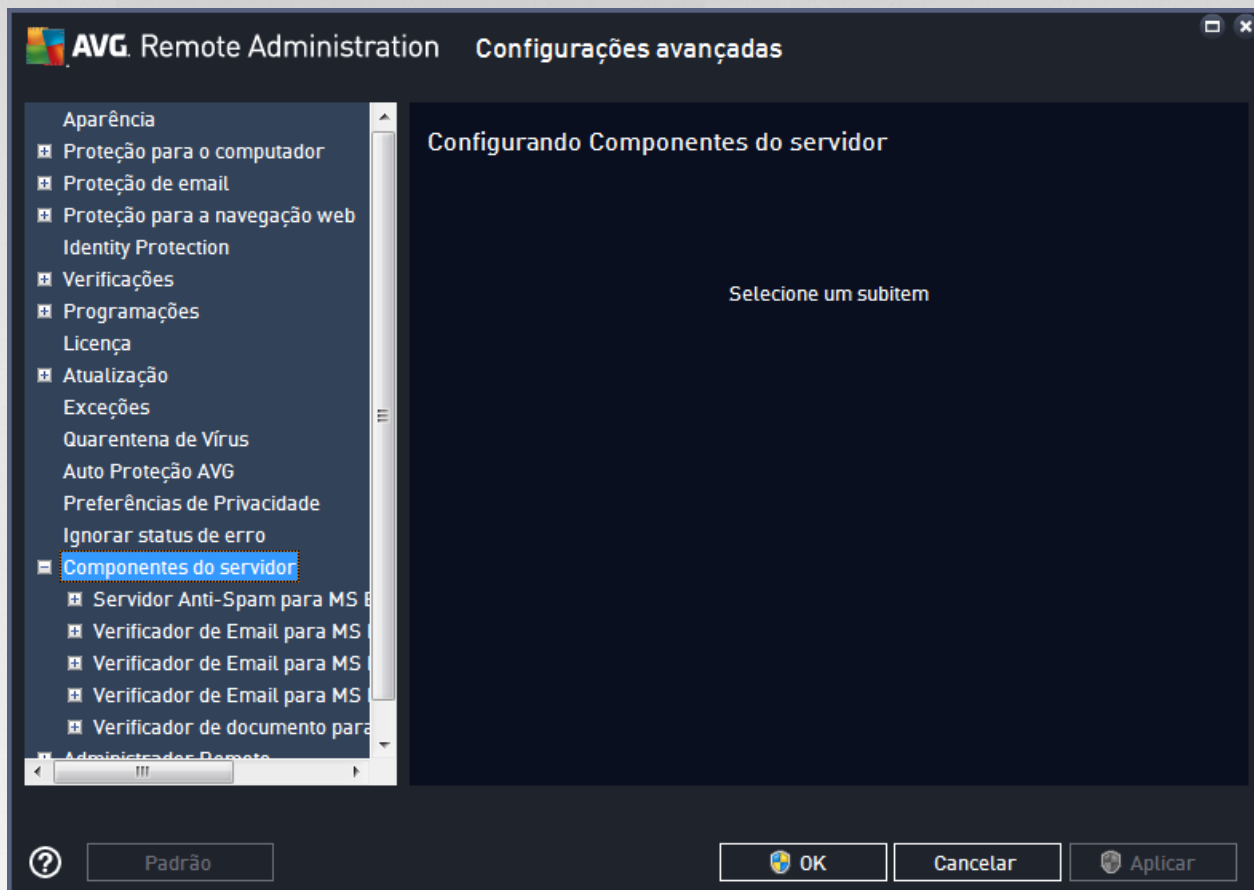 AVG. Remote Administration Configurações avançadas
Aparência
Proteção para o computador
Proteção de email
Proteção para a navegação web
Identity Protection
Verificações
Programações
Licença
Atualização
Exceções
Quarentena de Vírus
Auto Proteção AVG
Preferências de Privacidade
Ignorar status de erro
Componentes do servidor
Servidor Anti-Spam para MS
Verificador de Email para MS
Verificador de Email para MS
Verificador de Email para MS
Verificador de documento para
Administrador Remoto
Configurando Componentes do servidor
Selecione um subitem
Padrão
OK
Cancelar
Aplicar